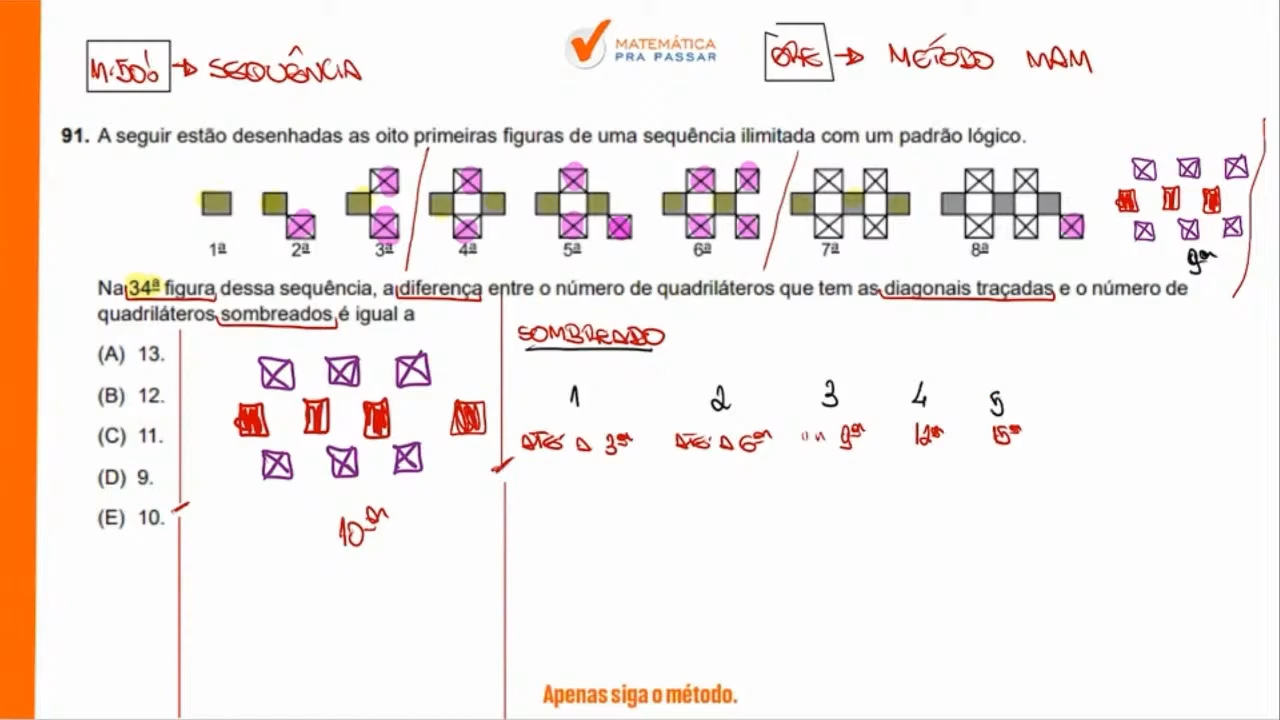 M.500 → SEQUÊNCIA
MATEMÁTICA
PRA PASSAR
→ MÉTODO MAM
91. A seguir estão desenhadas as oito primeiras figuras de uma sequência ilimitada com um padrão lógico.
1ª 2ª 3ª 4ª 5ª 6ª 7ª 8ª
9ª
Na 34ª figura dessa sequência, a diferença entre o número de quadriláteros que tem as diagonais traçadas e o número de
quadriláteros sombreados é igual a
(A) 13.
(B) 12.
(C) 11.
(D) 9.
(E) 10.
10ª
SOMBREADO
1 2 3 4 5
ATÉ A 3ª ATÉ A 6ª " " 9ª 12ª 15ª
Apenas siga o método.